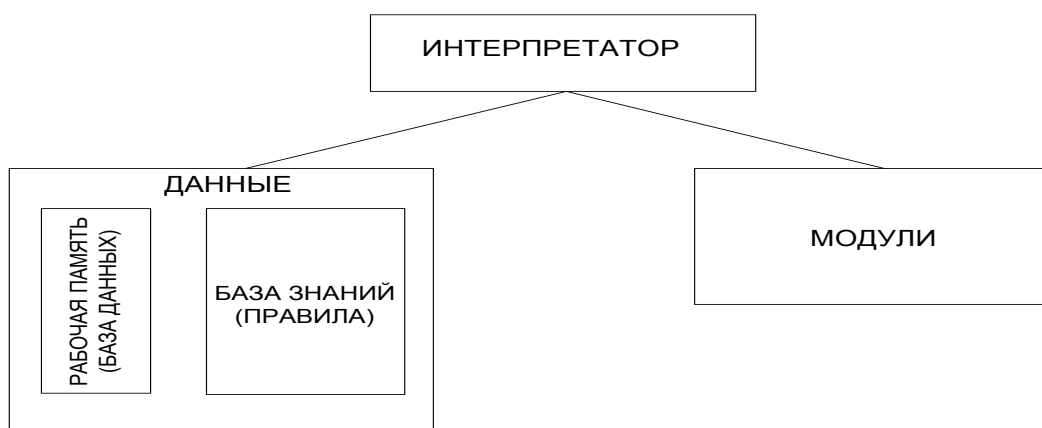 ИНТЕРПРЕТАТОР
ДАННЫЕ
РАБОЧАЯ ПАМЯТЬ
(БАЗА ДАННЫХ)
БАЗА ЗНАНИЙ
(ПРАВИЛА)
МОДУЛИ